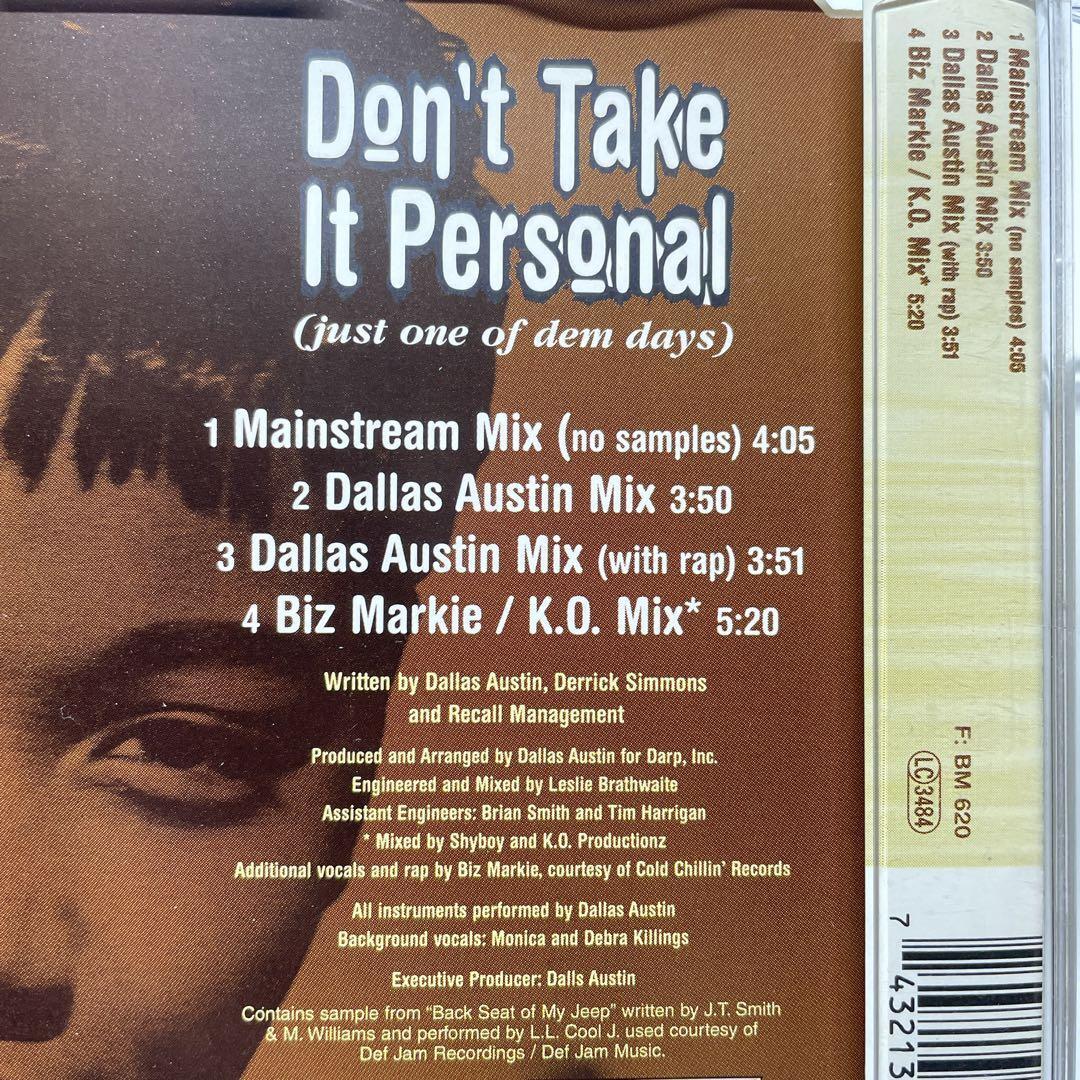 Don't Take
It Personal
(just one of dem days)
1 Mainstream Mix (no samples) 4:05
2 Dallas Austin Mix 3:50
3 Dallas Austin Mix (with rap) 3:51
4 Biz Markie / K.O. Mix* 5:20
Written by Dallas Austin, Derrick Simmons
and Recall Management
Produced and Arranged by Dallas Austin for Darp, Inc.
Engineered and Mixed by Leslie Brathwaite
Assistant Engineers: Brian Smith and Tim Harrigan
* Mixed by Shyboy and K.O. Productionz
Additional vocals and rap by Biz Markie, courtesy of Cold Chillin' Records
All instruments performed by Dallas Austin
Background vocals: Monica and Debra Killings
Executive Producer: Dalls Austin
Contains sample from “Back Seat of My Jeep” written by J.T. Smith
& M. Williams and performed by L.L. Cool J. used courtesy of
Def Jam Recordings / Def Jam Music.
1 Mainstream Mix (no samples) 4:05
2 Dallas Austin Mix 3:50
3 Dallas Austin Mix (with rap) 3:51
4 Biz Markie / K.O. Mix* 5:20
F: BM 620
LC 3484
7 43213